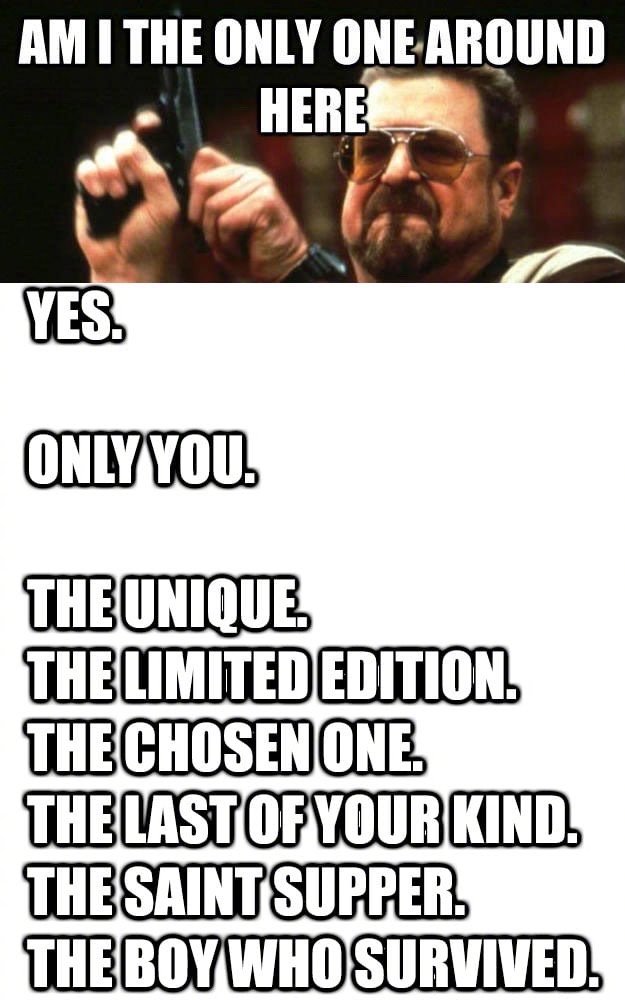 AM I THE ONLY ONE AROUND
HERE
YES.
ONLY YOU.
THE UNIQUE.
THE LIMITED EDITION.
THE CHOSEN ONE.
THE LAST OF YOUR KIND.
THE SAINT SUPPER.
THE BOY WHO SURVIVED.